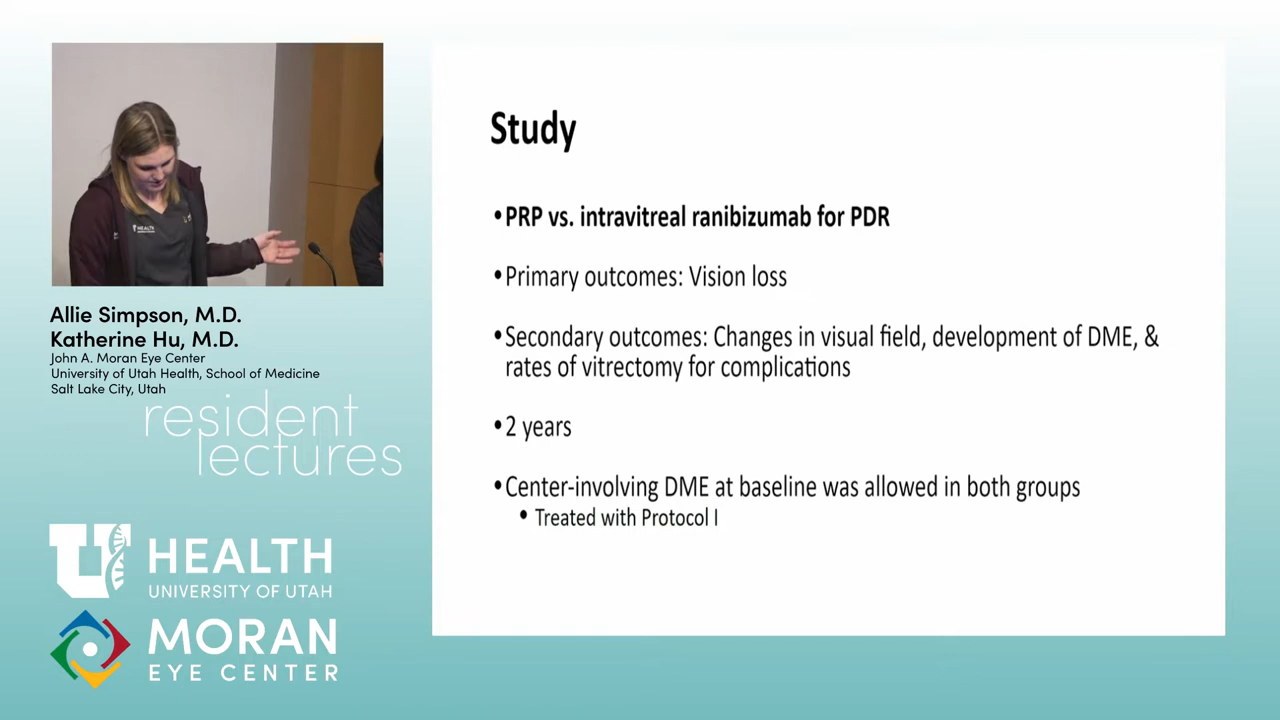 Study
•PRP vs. intravitreal ranibizumab for PDR
•Primary outcomes: Vision loss
•Secondary outcomes: Changes in visual field, development of DME, &
rates of vitrectomy for complications
•2 years
•Center-involving DME at baseline was allowed in both groups
• Treated with Protocol I
HEALTH
Allie Simpson, M.D.
Katherine Hu, M.D.
John A. Moran Eye Center
University of Utah Health, School of Medicine
Salt Lake City, Utah
resident
lectures
U HEALTH
UNIVERSITY OF UTAH
MORAN
EYE CENTER